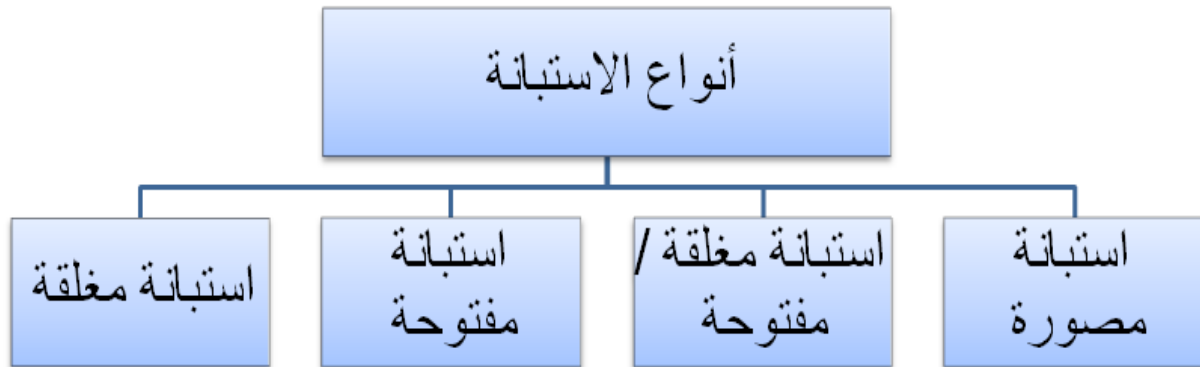 أنواع الاستبانة
استبانة
مصورة
استبانة مغلقة /
مفتوحة
استبانة
مفتوحة
استبانة مغلقة